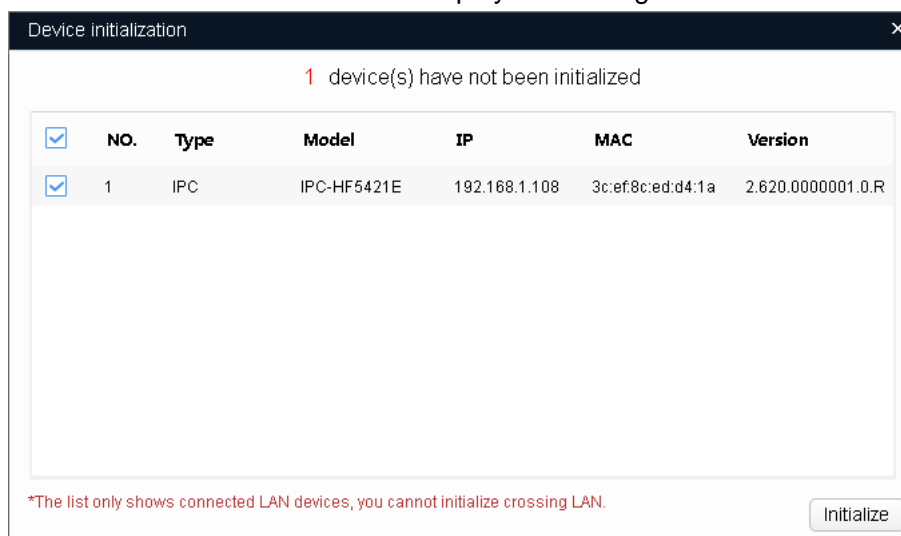 Device initialization
1 device(s) have not been initialized
NO. Type Model IP MAC Version
1 IPC IPC-HF5421E 192.168.1.108 3c:ef:8c:ed:d4:1a 2.620.0000001.0.R
*The list only shows connected LAN devices, you cannot initialize crossing LAN.
Initialize